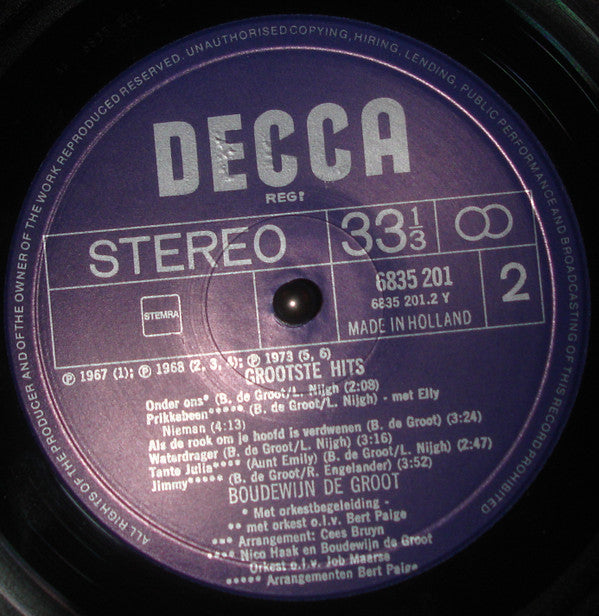 ALL RIGHTS OF THE PRODUCER AND OF THE OWNER OF THE WORK REPRODUCED RESERVED. UNAUTHORISED COPYING, HIRING, LENDING, PUBLIC PERFORMANCE AND BROADCASTING OF THIS RECORD PROHIBITED
DECCA
REG!
STEREO
33 1/3
STEMRA
6835 201
6835 201.2 Y
MADE IN HOLLAND
2
℗ 1967 (1); ℗ 1968 (2, 3, 4); ℗ 1973 (5, 6)
GROOTSTE HITS
Onder ons* (B. de Groot/L. Nijgh) (2:08)
Prikkebeen***** (B. de Groot/L. Nijgh) - met Elly
Nieman (4:13)
Als de rook om je hoofd is verdwenen (B. de Groot) (3:24)
Waterdrager (B. de Groot/L. Nijgh) (3:16)
Tante Julia**** (Aunt Emily) (B. de Groot/L. Nijgh) (2:47)
Jimmy***** (B. de Groot/R. Engelander) (3:52)
BOUDEWIJN DE GROOT
* Met orkestbegeleiding -
** met orkest o.l.v. Bert Paige
*** Arrangement: Cees Bruyn
**** Nico Haak en Boudewijn de Groot
Orkest o.l.v. Job Maarse
***** Arrangementen Bert Paige